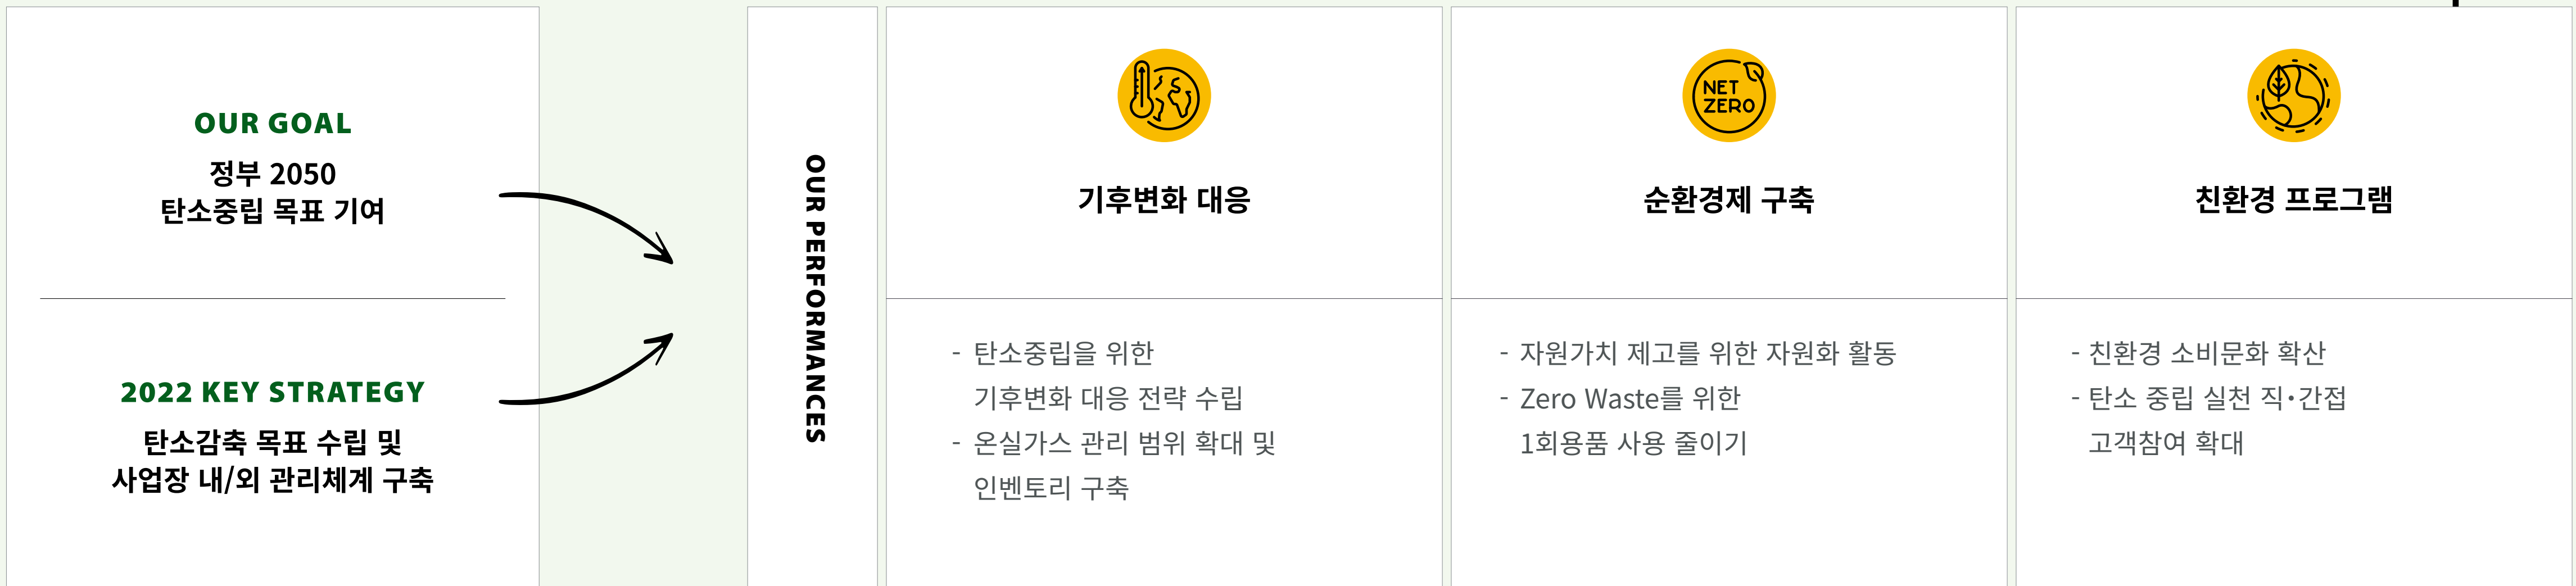 OUR GOAL
정부 2050
탄소중립 목표 기여
2022 KEY STRATEGY
탄소감축 목표 수립 및
사업장 내/외 관리체계 구축
OUR PERFORMANCES
기후변화 대응
- 탄소중립을 위한
기후변화 대응 전략 수립
- 온실가스 관리 범위 확대 및
인벤토리 구축
NET
ZERO
순환경제 구축
- 자원가치 제고를 위한 자원화 활동
- Zero Waste를 위한
1회용품 사용 줄이기
친환경 프로그램
- 친환경 소비문화 확산
- 탄소 중립 실천 직·간접
고객참여 확대